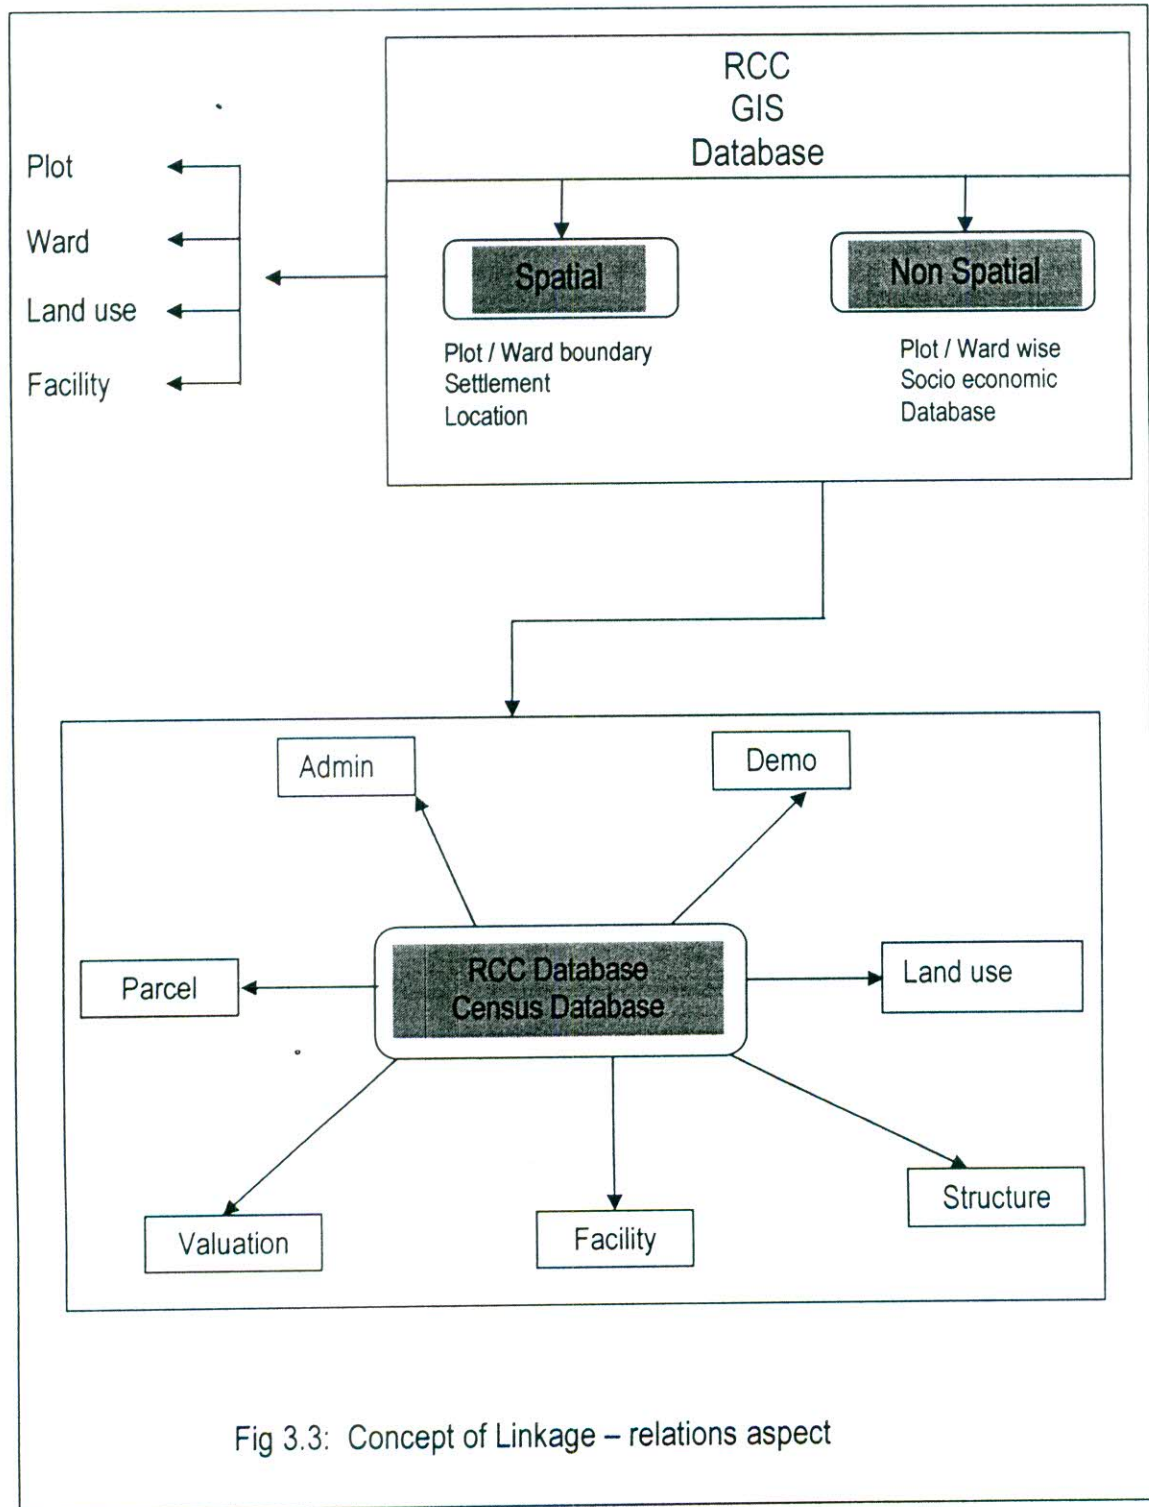 RCC
GIS
Database
Plot
Ward
Land use
Facility
Spatial
Non Spatial
Plot / Ward boundary
Settlement
Location
Plot / Ward wise
Socio economic
Database
Admin
Demo
Parcel
RCC Database
Census Database
Land use
Valuation
Facility
Structure
Fig 3.3: Concept of Linkage – relations aspect